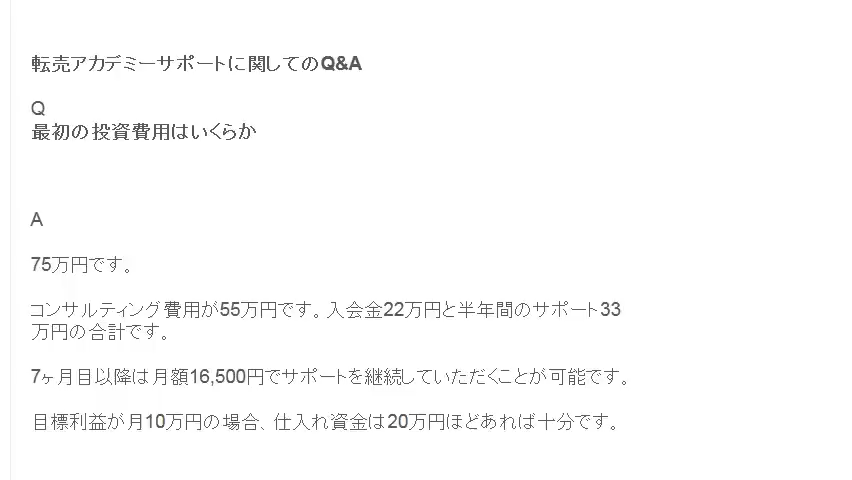 転売アカデミーサポートに関してのQ&A
Q
最初の投資費用はいくらか
A
75万円です。
コンサルティング費用が55万円です。入会金22万円と半年間のサポート33
万円の合計です。
7ヶ月目以降は月額16,500円でサポートを継続していただくことが可能です。
目標利益が月10万円の場合、仕入れ資金は20万円ほどあれば十分です。